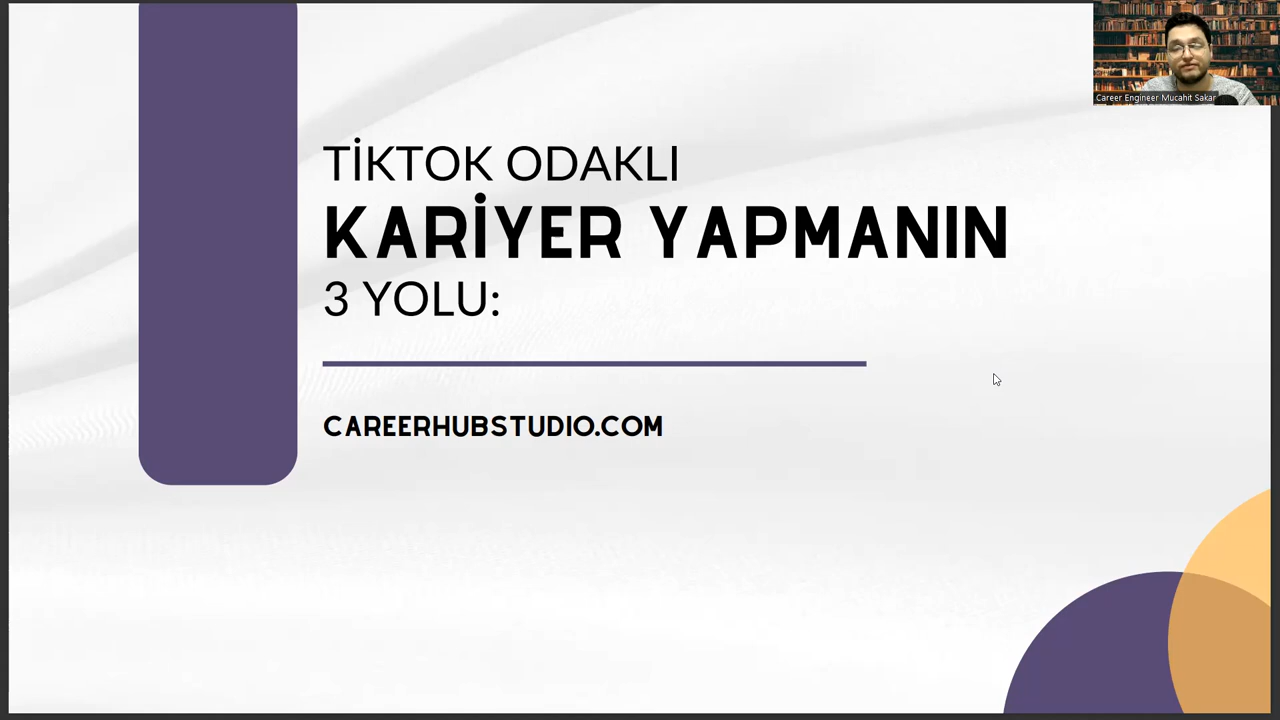 Career Engineer Mucahit Sakar
TİKTOK ODAKLI
KARİYER YAPMANIN
3 YOLU:
CAREERHUBSTUDIO.COM